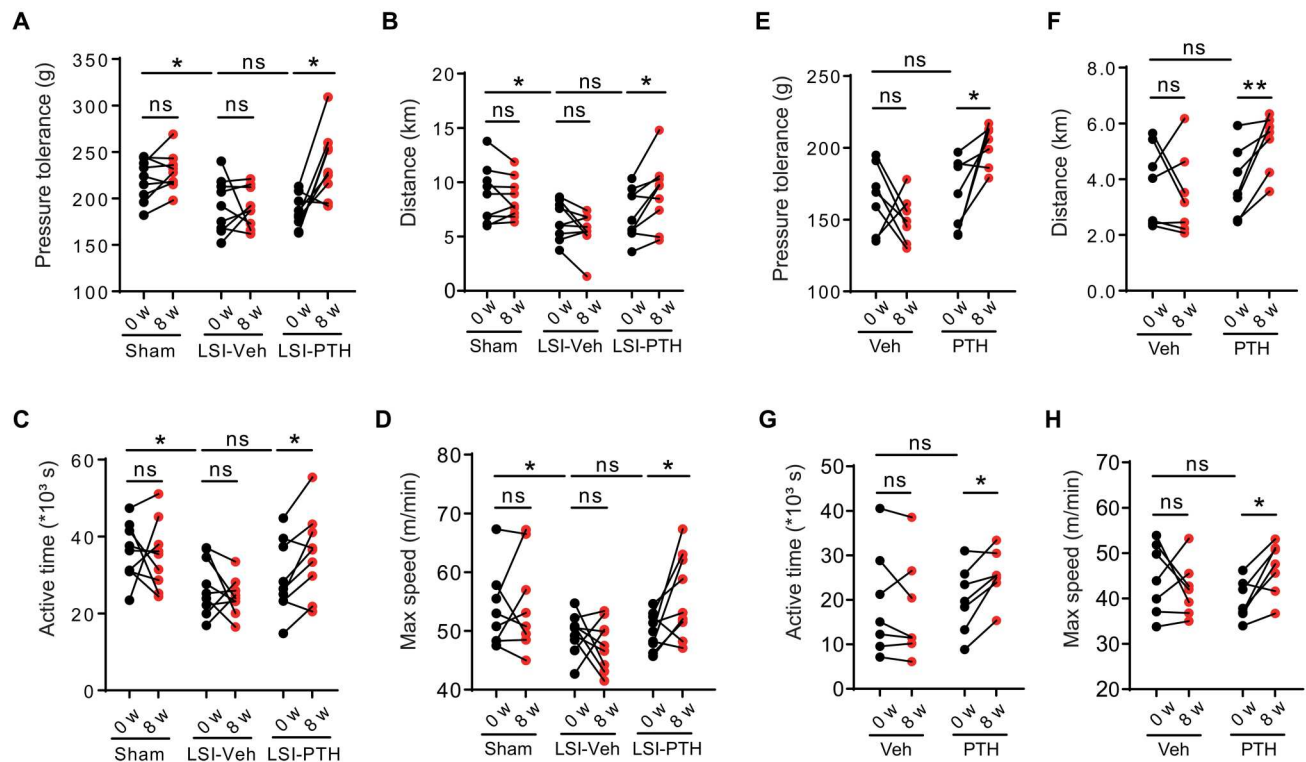 A
Pressure tolerance (g)
350
300
250
200
150
100
* ns *
ns ns
0 w 8 w 0 w 8 w 0 w 8 w
Sham LSI-Veh LSI-PTH
B
Distance (km)
20
15
10
5
0
* ns *
ns ns
0 w 8 w 0 w 8 w 0 w 8 w
Sham LSI-Veh LSI-PTH
E
Pressure tolerance (g)
250
200
150
100
ns
ns *
0 w 8 w 0 w 8 w
Veh PTH
F
Distance (km)
8.0
6.0
4.0
2.0
0.0
ns
ns **
0 w 8 w 0 w 8 w
Veh PTH
C
Active time (*10³ s)
60
40
20
0
* ns *
ns ns
0 w 8 w 0 w 8 w 0 w 8 w
Sham LSI-Veh LSI-PTH
D
Max speed (m/min)
80
70
60
50
40
* ns *
ns ns
0 w 8 w 0 w 8 w 0 w 8 w
Sham LSI-Veh LSI-PTH
G
Active time (*10³ s)
50
40
30
20
10
0
ns
ns *
0 w 8 w 0 w 8 w
Veh PTH
H
Max speed (m/min)
70
60
50
40
30
20
ns
ns *
0 w 8 w 0 w 8 w
Veh PTH